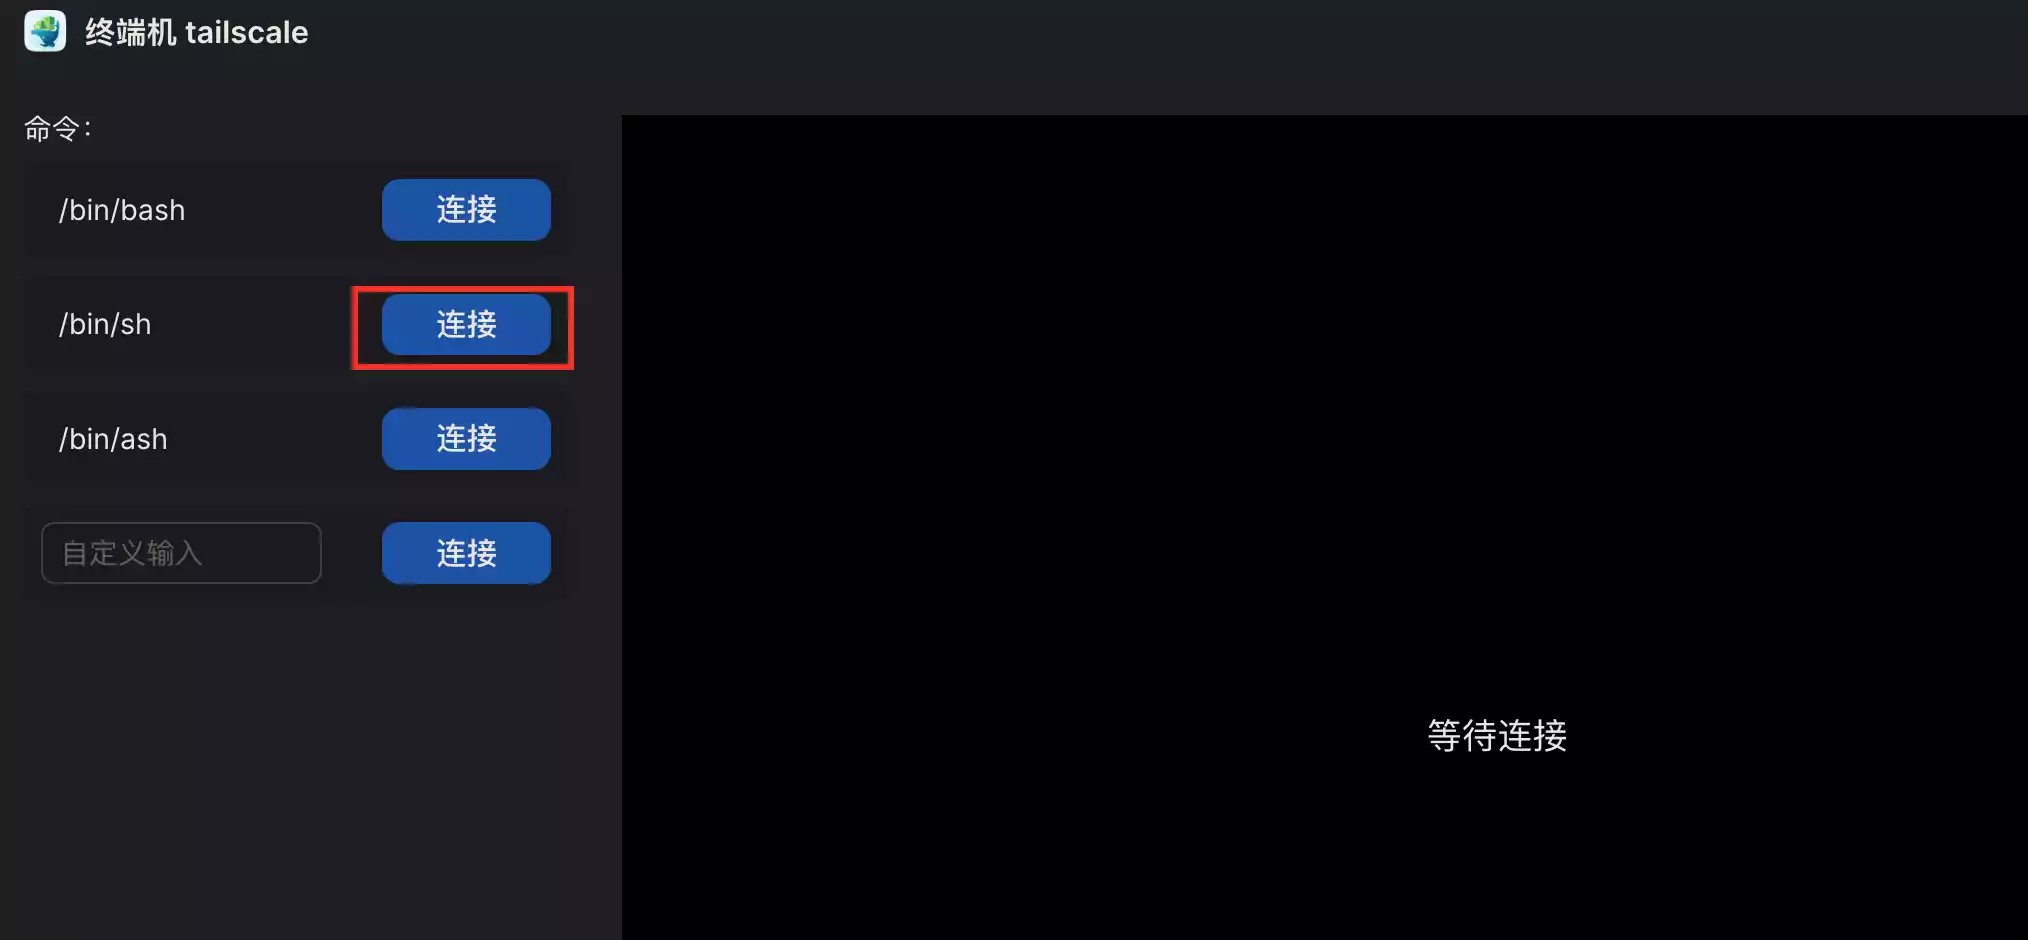 终端机 tailscale
命令：
/bin/bash 连接
/bin/sh 连接
/bin/ash 连接
自定义输入 连接
等待连接